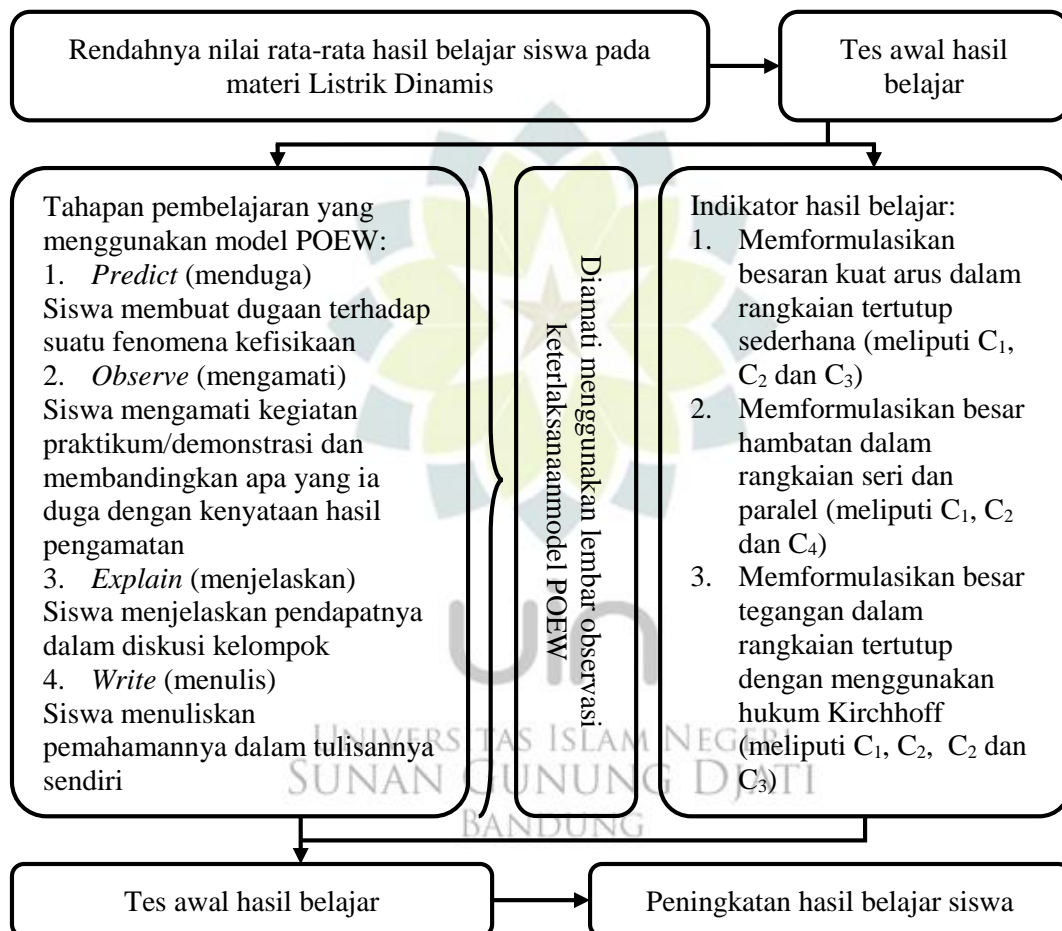 Rendahnya nilai rata-rata hasil belajar siswa pada
materi Listrik Dinamis
Tes awal hasil
belajar
Tahapan pembelajaran yang
menggunakan model POEW:
1. Predict (menduga)
Siswa membuat dugaan terhadap
suatu fenomena kefisikaan
2. Observe (mengamati)
Siswa mengamati kegiatan
praktikum/demonstrasi dan
membandingkan apa yang ia
duga dengan kenyataan hasil
pengamatan
3. Explain (menjelaskan)
Siswa menjelaskan pendapatnya
dalam diskusi kelompok
4. Write (menulis)
Siswa menuliskan
pemahamannya dalam tulisannya
sendiri
Diamati menggunakan lembar observasi
keterlaksanaanmodel POEW
Indikator hasil belajar:
1. Memformulasikan
besaran kuat arus dalam
rangkaian tertutup
sederhana (meliputi C₁,
C₂ dan C₃)
2. Memformulasikan besar
hambatan dalam
rangkaian seri dan
paralel (meliputi C₁, C₂
dan C₄)
3. Memformulasikan besar
tegangan dalam
rangkaian tertutup
dengan menggunakan
hukum Kirchhoff
(meliputi C₁, C₂, C₂ dan
C₃)
uin
UNIVERSITAS ISLAM NEGERI
SUNAN GUNUNG DJATI
BANDUNG
Tes awal hasil belajar
Peningkatan hasil belajar siswa